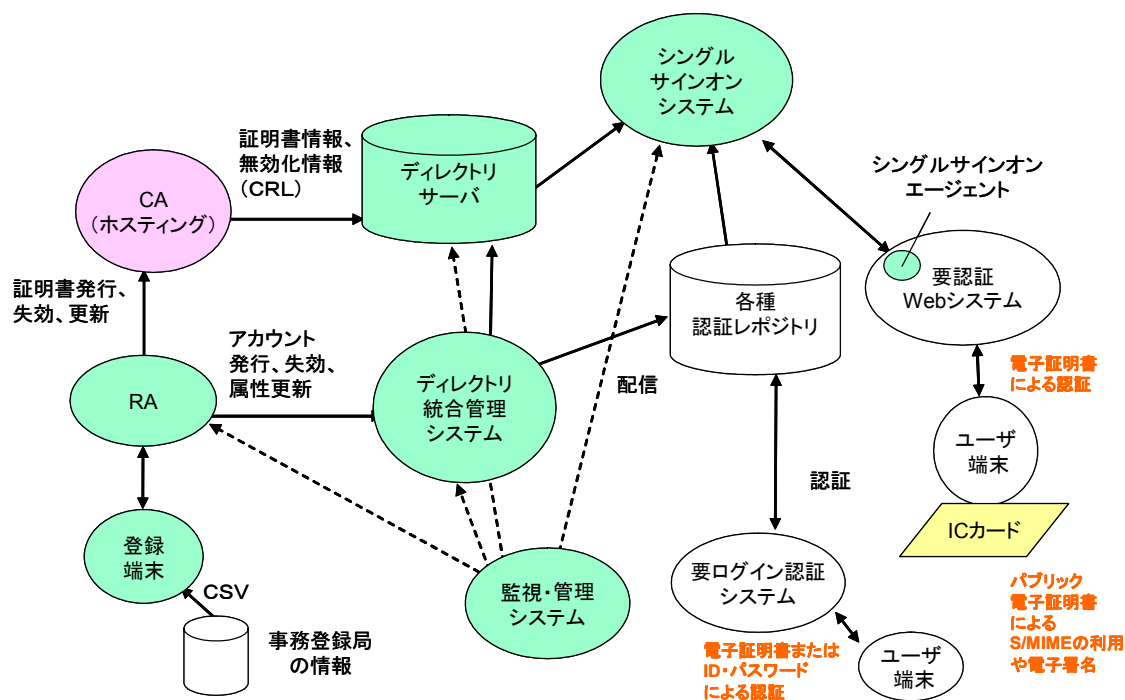 シングル
サインオン
システム
証明書情報、
無効化情報
（CRL）
ディレクトリ
サーバ
シングルサインオン
エージェント
CA
（ホスティング）
要認証
Webシステム
証明書発行、
失効、更新
各種
認証レポジトリ
アカウント
発行、失効、
属性更新
RA
ディレクトリ
統合管理
システム
配信
電子証明書
による認証
ユーザ
端末
認証
ICカード
登録
端末
CSV
事務登録局
の情報
監視・管理
システム
要ログイン認証
システム
電子証明書または
ID・パスワード
による認証
ユーザ
端末
パブリック
電子証明書
による
S/MIMEの利用
や電子署名